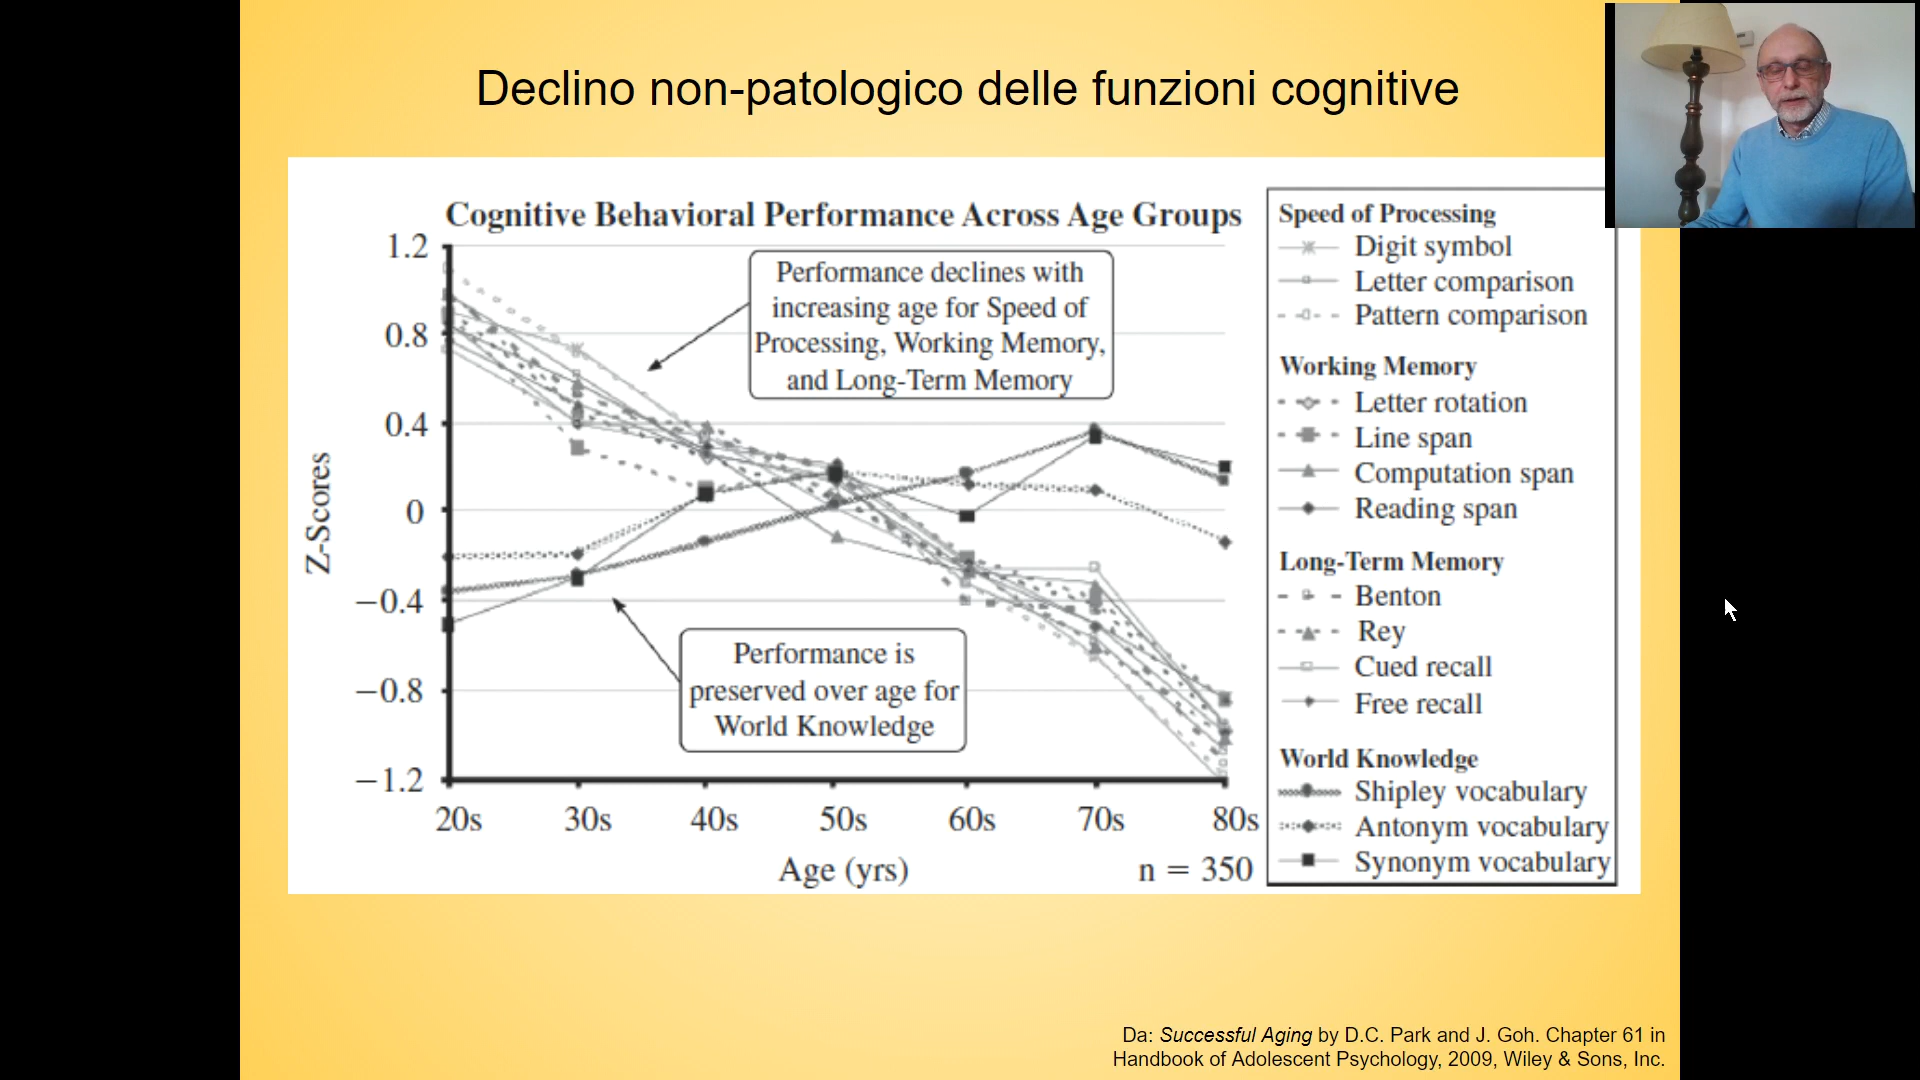 Declino non-patologico delle funzioni cognitive
Cognitive Behavioral Performance Across Age Groups
1.2
0.8
0.4
0
−0.4
−0.8
−1.2
Z-Scores
Performance declines with
increasing age for Speed of
Processing, Working Memory,
and Long-Term Memory
Performance is
preserved over age for
World Knowledge
20s 30s 40s 50s 60s 70s 80s
Age (yrs)
n = 350
Speed of Processing
Digit symbol
Letter comparison
Pattern comparison
Working Memory
Letter rotation
Line span
Computation span
Reading span
Long-Term Memory
Benton
Rey
Cued recall
Free recall
World Knowledge
Shipley vocabulary
Antonym vocabulary
Synonym vocabulary
Da: Successful Aging by D.C. Park and J. Goh. Chapter 61 in
Handbook of Adolescent Psychology, 2009, Wiley & Sons, Inc.